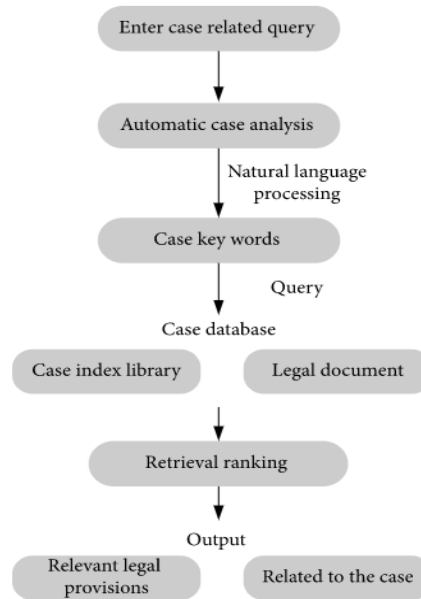 Enter case related query
Automatic case analysis
Natural language
processing
Case key words
Query
Case database
Case index library
Legal document
Retrieval ranking
Output
Relevant legal
provisions
Related to the case